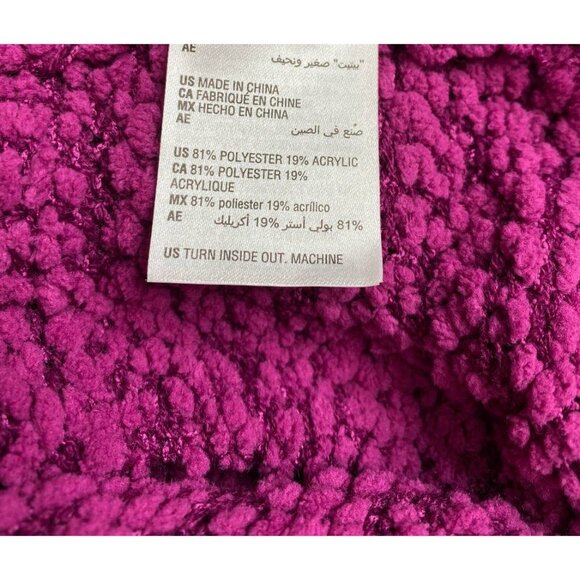 AE
"بيتيت" صغير ونحيف
US MADE IN CHINA
CA FABRIQUÉ EN CHINE
MX HECHO EN CHINA
AE
صنع في الصين
US 81% POLYESTER 19% ACRYLIC
CA 81% POLYESTER 19%
ACRYLIQUE
MX 81% poliester 19% acrílico
AE 81% بولي أستر 19% أكريليك
US TURN INSIDE OUT. MACHINE